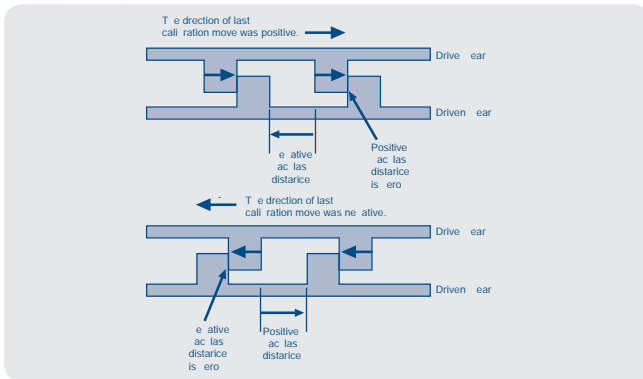 T e drection of last
cali ration move was positive.
Drive ear
Driven ear
e ative
ac las
distarice
Positive
ac las
distarice
is ero
T e direction of last
cali ration move was ne ative.
Drive ear
Driven ear
e ative
ac las
distarice
is ero
Positive
ac las
distarice